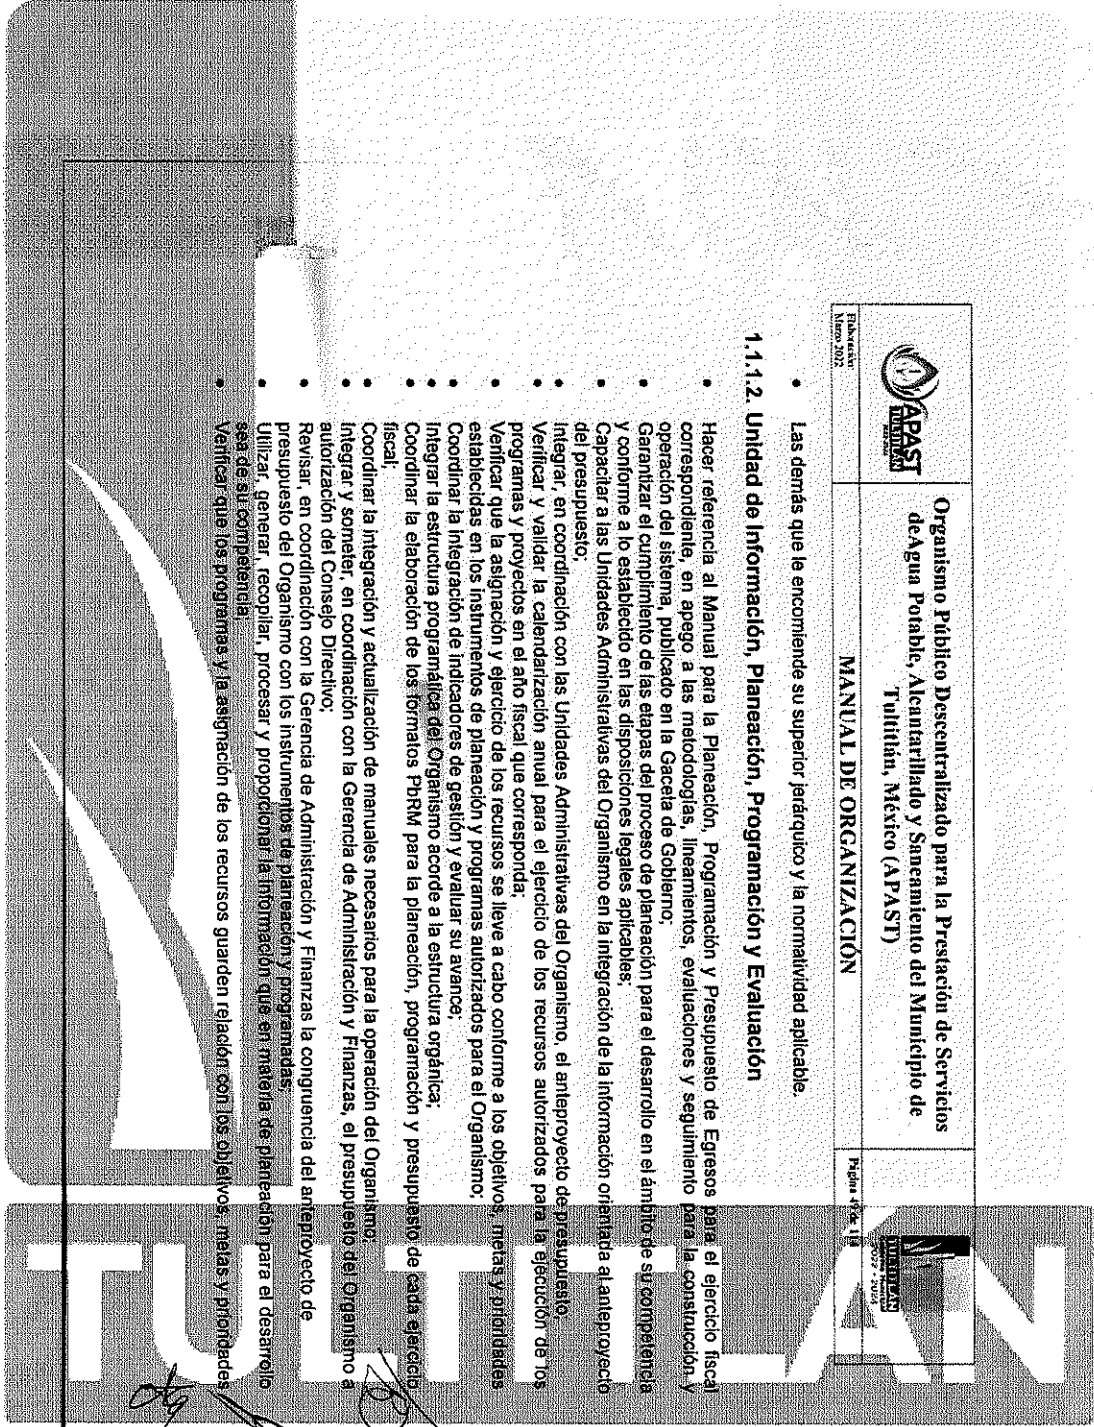 APAST
TULTITLÁN
Organismo Público Descentralizado para la Prestación de Servicios
de Agua Potable, Alcantarillado y Saneamiento del Municipio de
Tultitlán, México (APAST)
TULTITLÁN
2022 - 2024
Elaboración:
Marzo 2022
MANUAL DE ORGANIZACIÓN
Página 49 de 114
• Las demás que le encomiende su superior jerárquico y la normatividad aplicable.
1.1.1.2. Unidad de Información, Planeación, Programación y Evaluación
• Hacer referencia al Manual para la Planeación, Programación y Presupuesto de Egresos para el ejercicio fiscal
correspondiente, en apego a las metodologías, lineamientos, evaluaciones y seguimiento para la construcción y
operación del sistema, publicado en la Gaceta de Gobierno;
• Garantizar el cumplimiento de las etapas del proceso de planeación para el desarrollo en el ámbito de su competencia
y conforme a lo establecido en las disposiciones legales aplicables;
• Capacitar a las Unidades Administrativas del Organismo en la integración de la información orientada al anteproyecto
del presupuesto;
• Integrar, en coordinación con las Unidades Administrativas del Organismo, el anteproyecto de presupuesto;
• Verificar y validar la calendarización anual para el ejercicio de los recursos autorizados para la ejecución de los
programas y proyectos en el año fiscal que corresponda;
• Verificar que la asignación y ejercicio de los recursos se lleve a cabo conforme a los objetivos, metas y prioridades
establecidas en los instrumentos de planeación y programas autorizados para el Organismo;
• Coordinar la integración de indicadores de gestión y evaluar su avance;
• Integrar la estructura programática del Organismo acorde a la estructura orgánica;
• Coordinar la elaboración de los formatos PbRM para la planeación, programación y presupuesto de cada ejercicio
fiscal;
• Coordinar la integración y actualización de manuales necesarios para la operación del Organismo;
• Integrar y someter, en coordinación con la Gerencia de Administración y Finanzas, el presupuesto del Organismo a
autorización del Consejo Directivo;
• Revisar, en coordinación con la Gerencia de Administración y Finanzas la congruencia del anteproyecto de
presupuesto del Organismo con los instrumentos de planeación y programadas;
• Utilizar, generar, recopilar, procesar y proporcionar la información que en materia de planeación para el desarrollo
sea de su competencia;
• Verificar que los programas y la asignación de los recursos guarden relación con los objetivos, metas y prioridades
TULTITLÁN